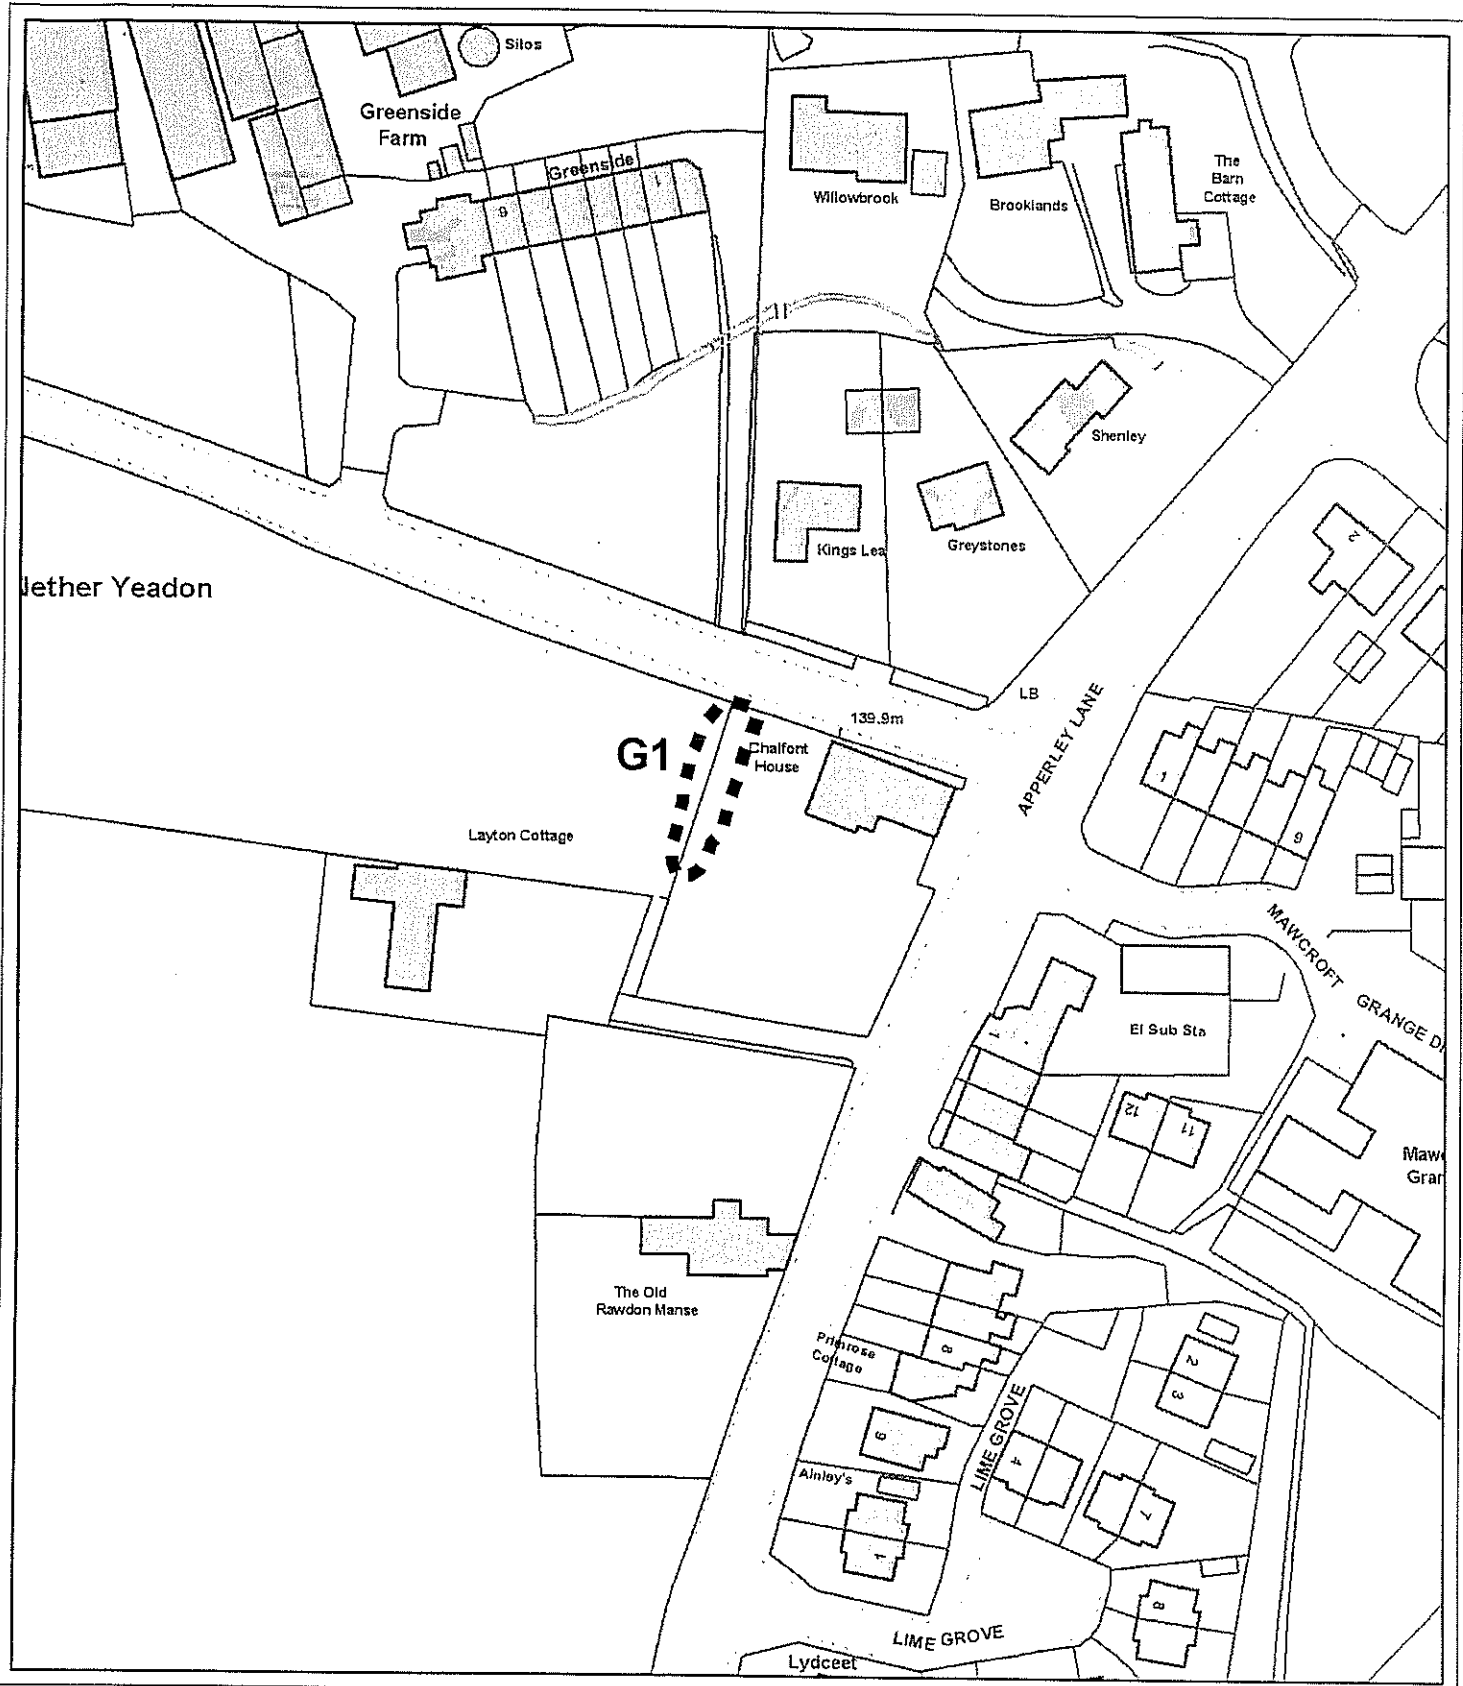 Silos
Greenside
Farm
Greenside
1
6
Willowbrook
Brooklands
The
Barn
Cottage
Shenley
Kings Lea
Greystones
2
Nether Yeadon
LB
139.9m
APPERLEY LANE
G1
Chalfont
House
1
6
Layton Cottage
MAWCROFT
GRANGE
El Sub Sta
1
12
11
The Old
Rawdon Manse
Primrose
Cottage
8
2
3
LIME GROVE
9
4
Ainley's
7
1
8
LIME GROVE
Lydceet